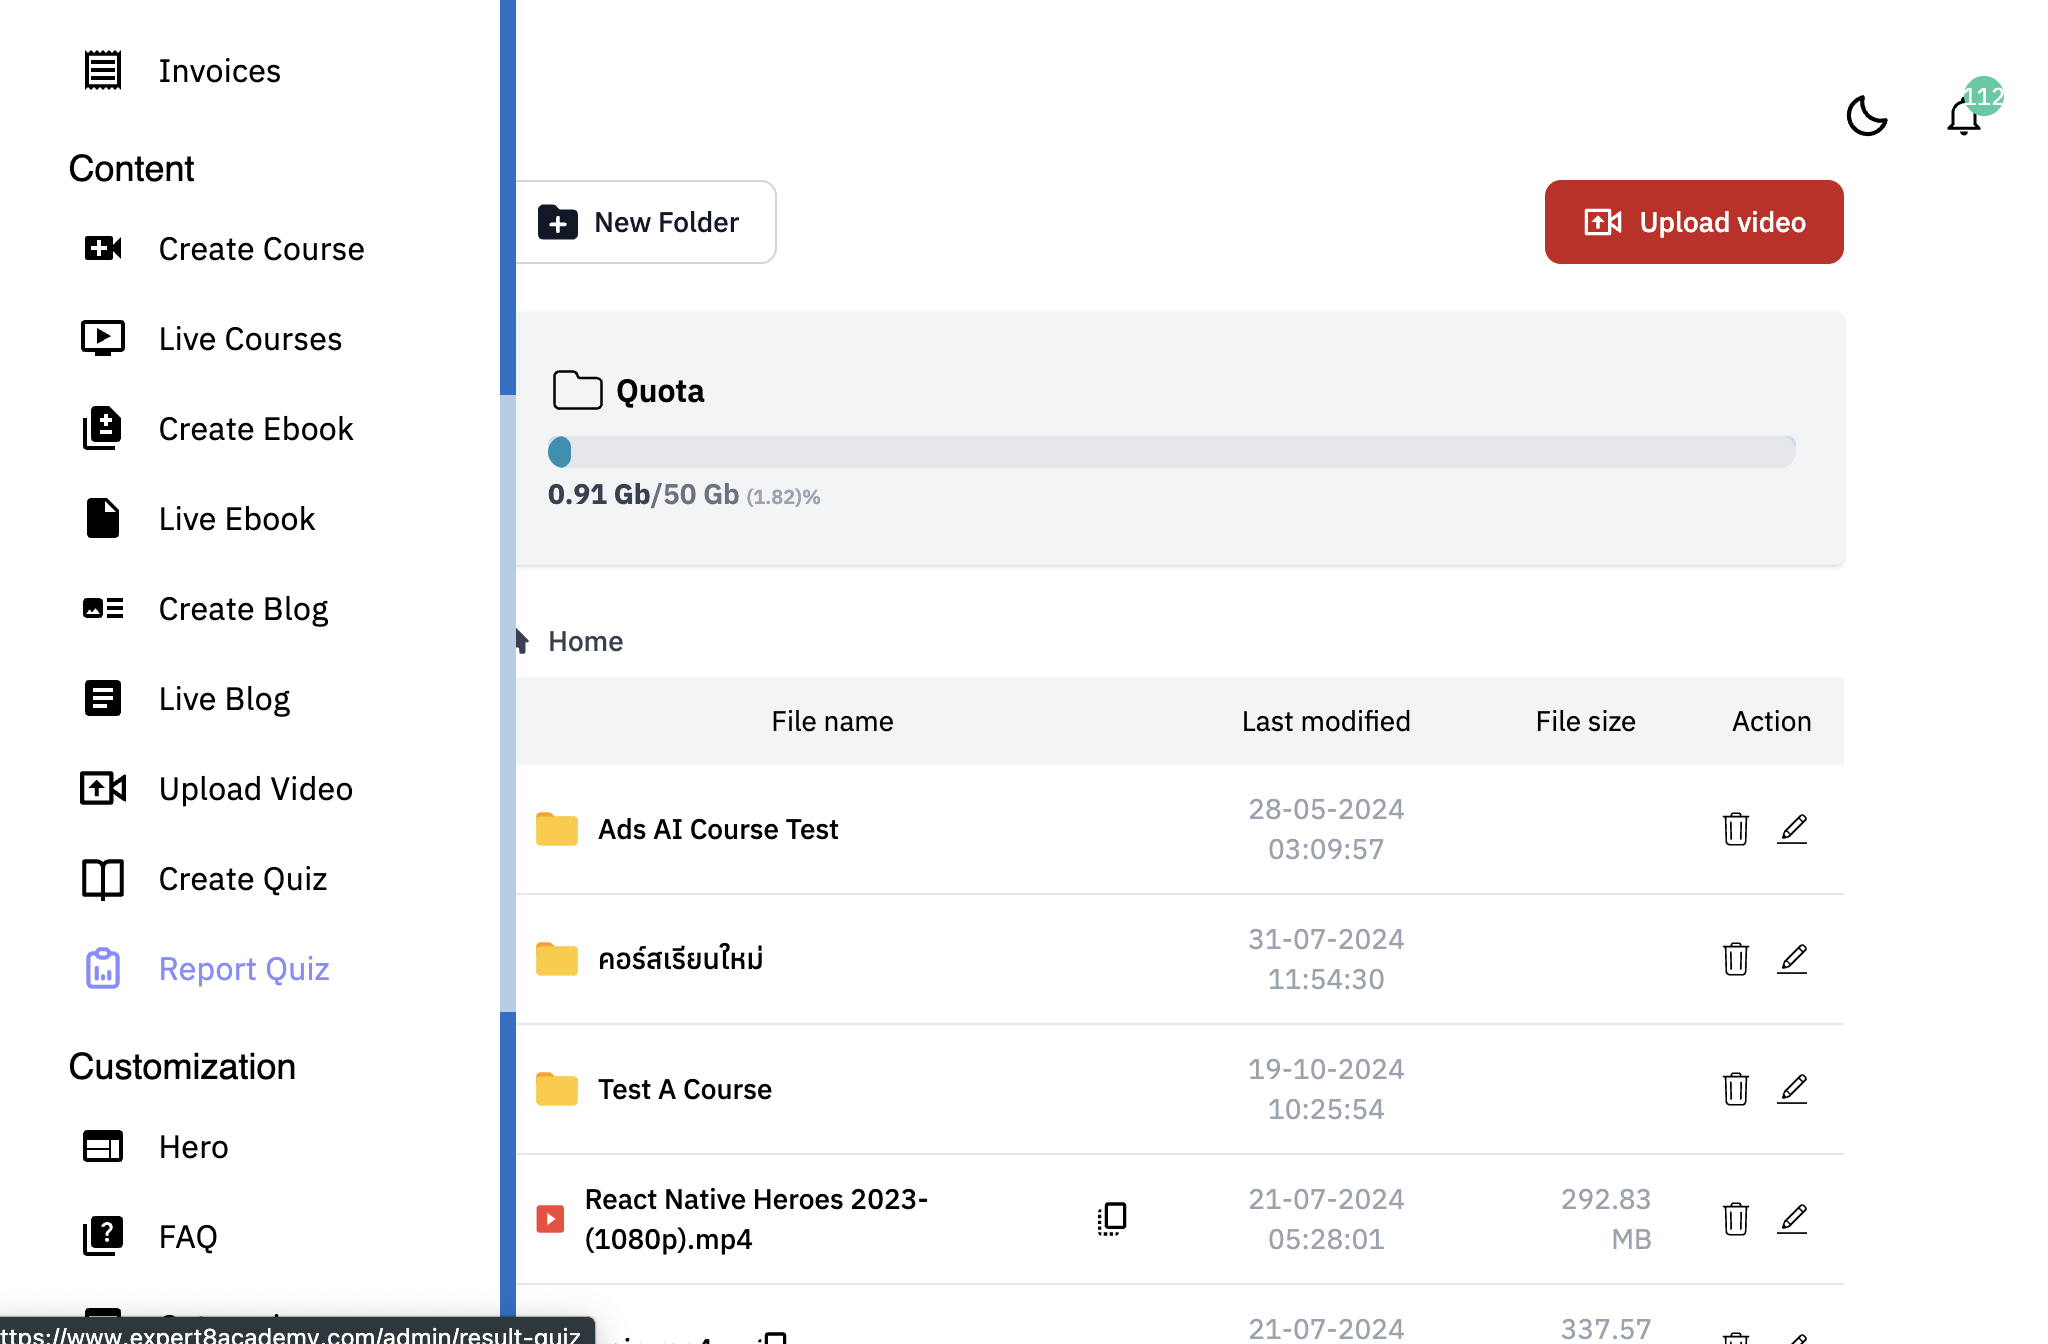 Invoices
Content
Create Course
Live Courses
Create Ebook
Live Ebook
Create Blog
Live Blog
Upload Video
Create Quiz
Report Quiz
Customization
Hero
FAQ
ttps://www.expert8academy.com/admin/result-quiz
112
New Folder
Upload video
Quota
0.91 Gb/50 Gb (1.82)%
Home
File name Last modified File size Action
Ads AI Course Test 28-05-2024
03:09:57
คอร์สเรียนใหม่ 31-07-2024
11:54:30
Test A Course 19-10-2024
10:25:54
React Native Heroes 2023- 21-07-2024 292.83
(1080p).mp4 05:28:01 MB
21-07-2024 337.57